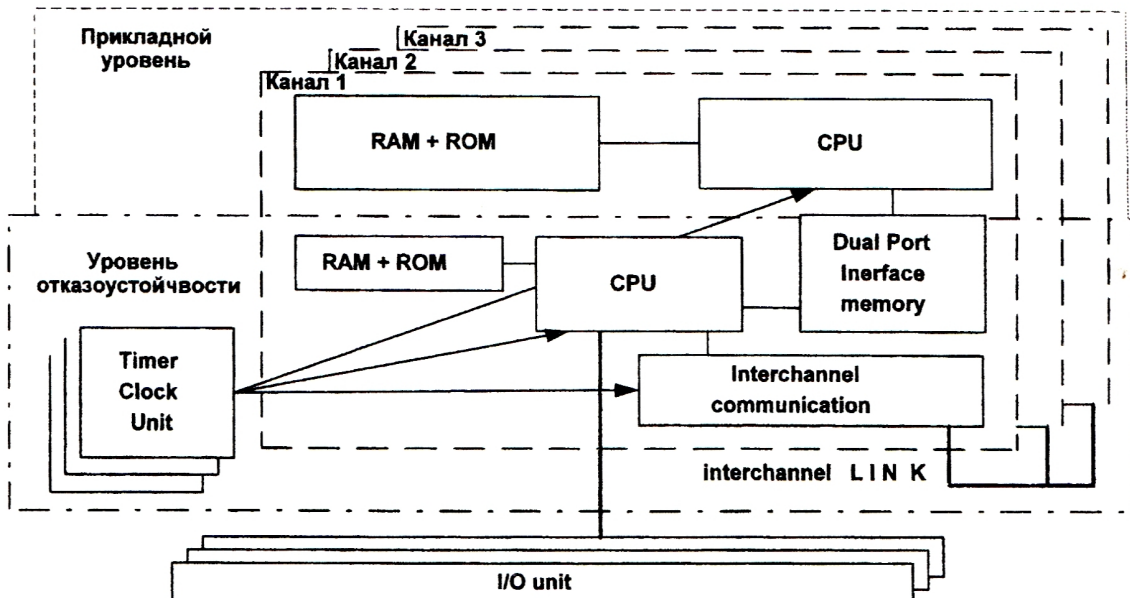 Прикладной
уровень
Канал 3
Канал 2
Канал 1
RAM + ROM
CPU
RAM + ROM
CPU
Dual Port
Inerface
memory
Уровень
отказоустойчвости
Timer
Clock
Unit
Interchannel
communication
interchannel L I N K
I/O unit